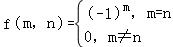 f(m, n)={(-1)^m, m=n
0, m≠n